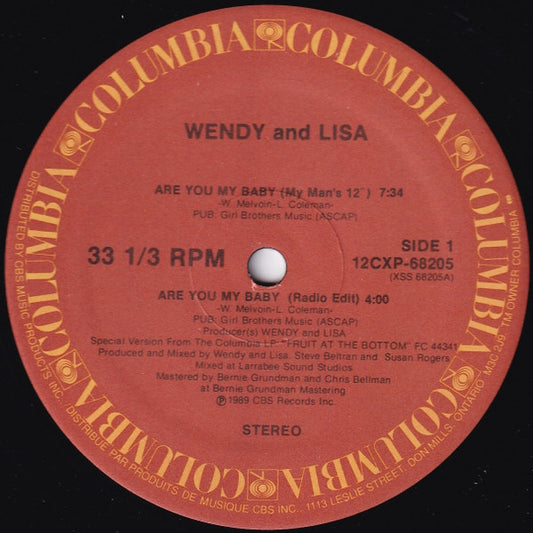 COLUMBIA COLUMBIA COLUMBIA COLUMBIA COLUMBIA COLUMBIA
WENDY and LISA
ARE YOU MY BABY (My Man's 12") 7:34
-W. Melvoin-L. Coleman-
PUB: Girl Brothers Music (ASCAP)
33 1/3 RPM
SIDE 1
12CXP-68205
(XSS 68205A)
ARE YOU MY BABY (Radio Edit) 4:00
-W. Melvoin-L. Coleman-
PUB: Girl Brothers Music (ASCAP)
Producer(s) WENDY and LISA
Special Version From The Columbia LP: "FRUIT AT THE BOTTOM" FC 44341
Produced and Mixed by Wendy and Lisa, Steve Beltran and Susan Rogers
Mixed at Larrabee Sound Studios
Mastered by Bernie Grundman and Chris Bellman
at Bernie Grundman Mastering
℗1989 CBS Records Inc.
STEREO
DISTRIBUTED BY CBS MUSIC PRODUCTS INC./DISTRIBUÉ PAR PRODUITS DE MUSIQUE CBS INC. 1113 LESLIE STREET, DON MILLS, ONTARIO TM OWNER COLUMBIA